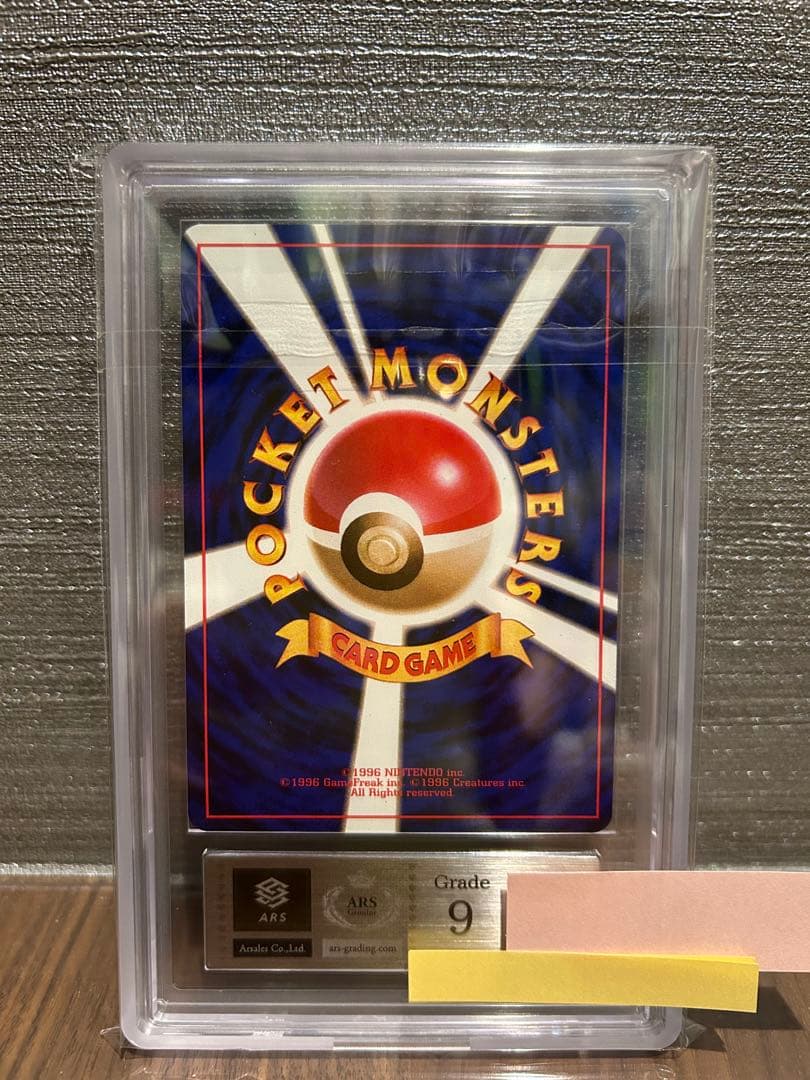 POCKET MONSTERS
CARD GAME
©1996 NINTENDO inc.
©1996 GameFreak inc. ©1996 Creatures inc.
All Rights reserved.
ARS
Arsales Co.,Ltd.
ARS
Genuine
ars-grading.com
Grade
9